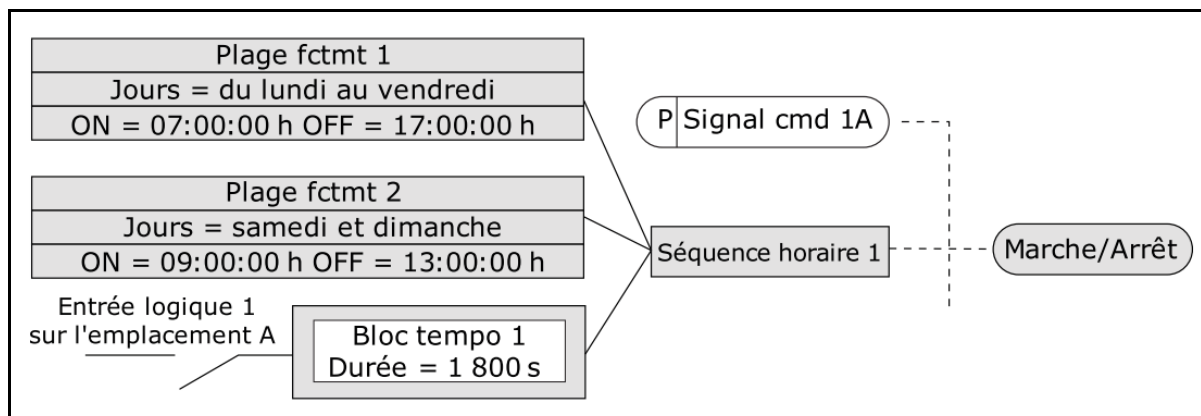 Plage fctmt 1
Jours = du lundi au vendredi
ON = 07:00:00 h OFF = 17:00:00 h
P Signal cmd 1A
Plage fctmt 2
Jours = samedi et dimanche
ON = 09:00:00 h OFF = 13:00:00 h
Séquence horaire 1
Marche/Arrêt
Entrée logique 1
sur l'emplacement A
Bloc tempo 1
Durée = 1 800 s